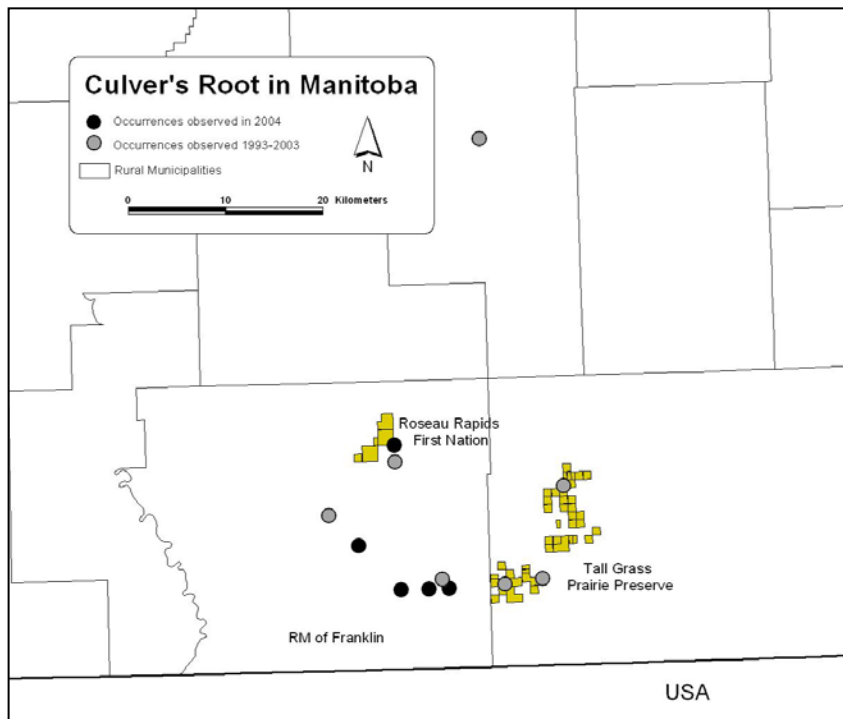 Culver's Root in Manitoba
Occurrences observed in 2004
Occurrences observed 1993-2003
Rural Municipalities
N
0 10 20 Kilometers
Roseau Rapids
First Nation
Tall Grass
Prairie Preserve
RM of Franklin
USA